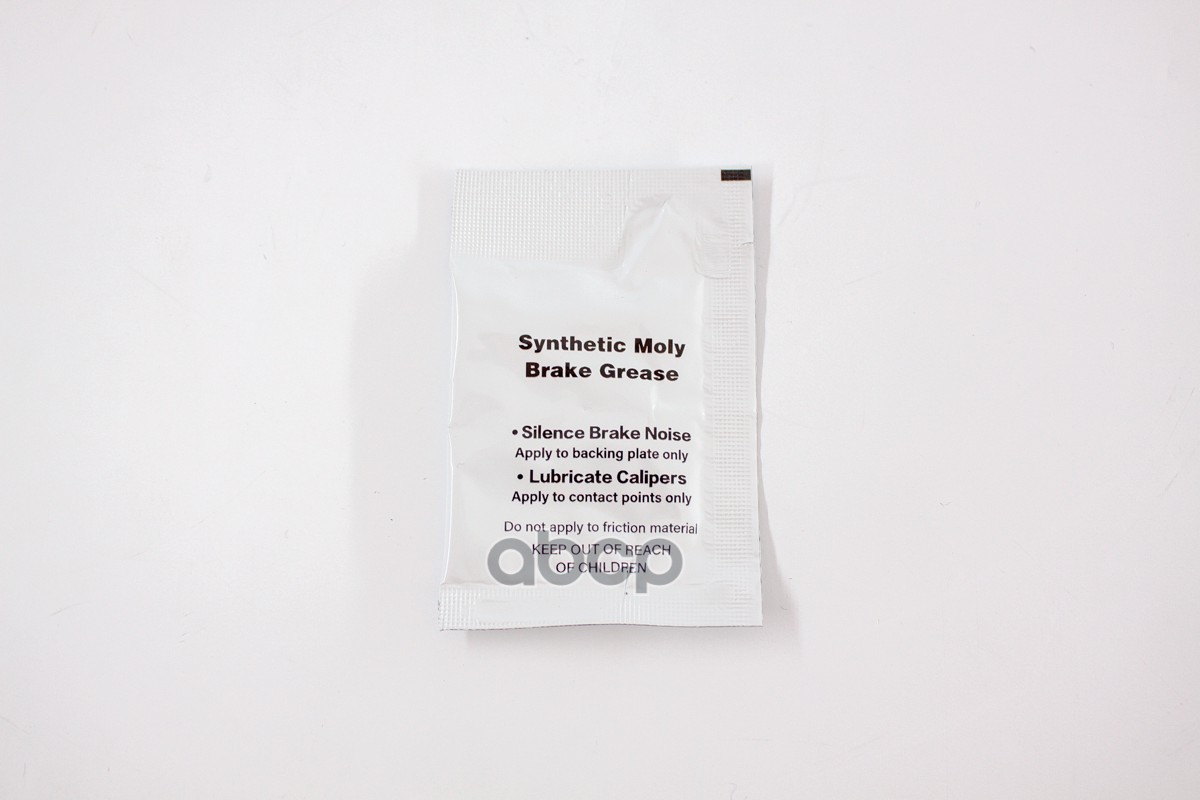 Synthetic Moly
Brake Grease
• Silence Brake Noise
Apply to backing plate only
• Lubricate Calipers
Apply to contact points only
Do not apply to friction material
KEEP OUT OF REACH
OF CHILDREN
abcp